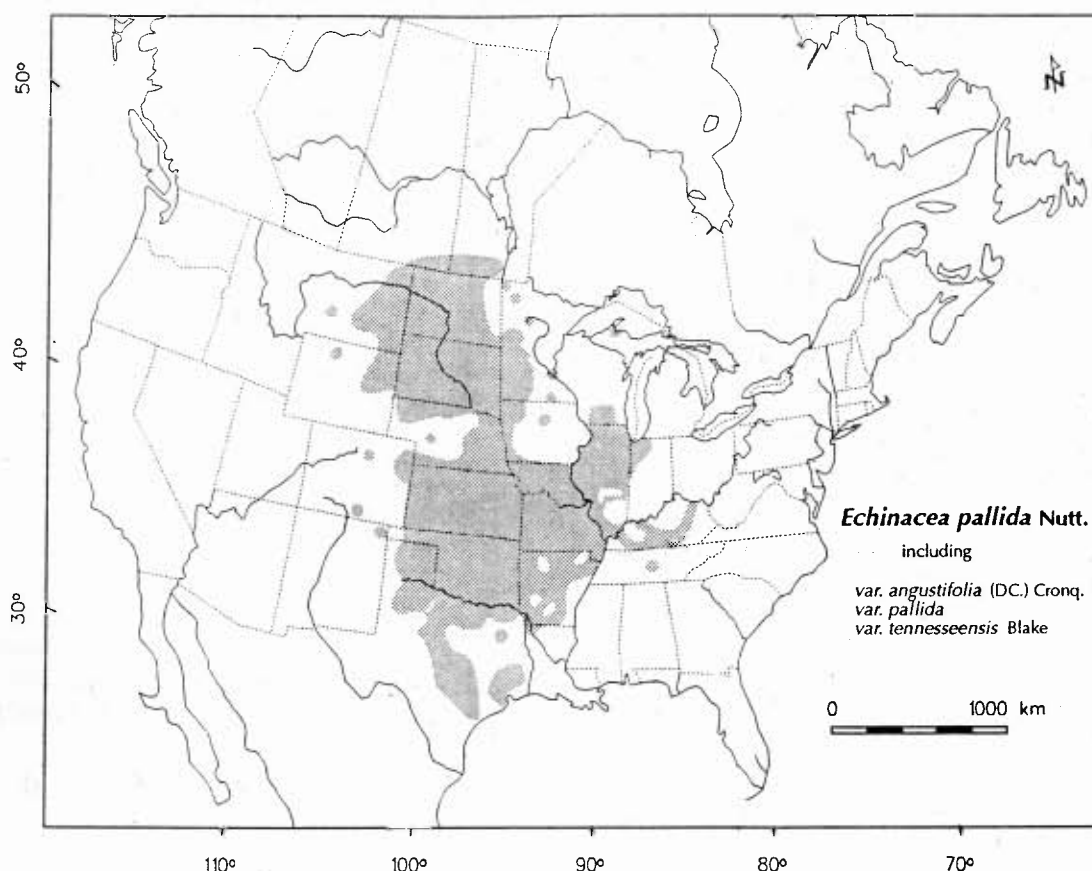 50°
40°
30°
N
Echinacea pallida Nutt.
including
var. angustifolia (DC.) Cronq.
var. pallida
var. tennesseensis Blake
0 1000 km
110° 100° 90° 80° 70°